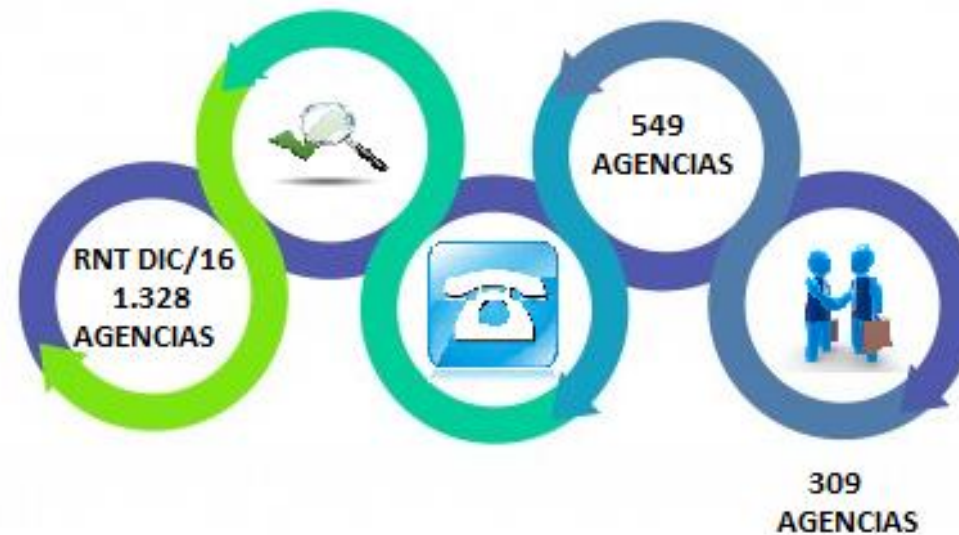 RNT DIC/16
1.328
AGENCIAS
549
AGENCIAS
309
AGENCIAS